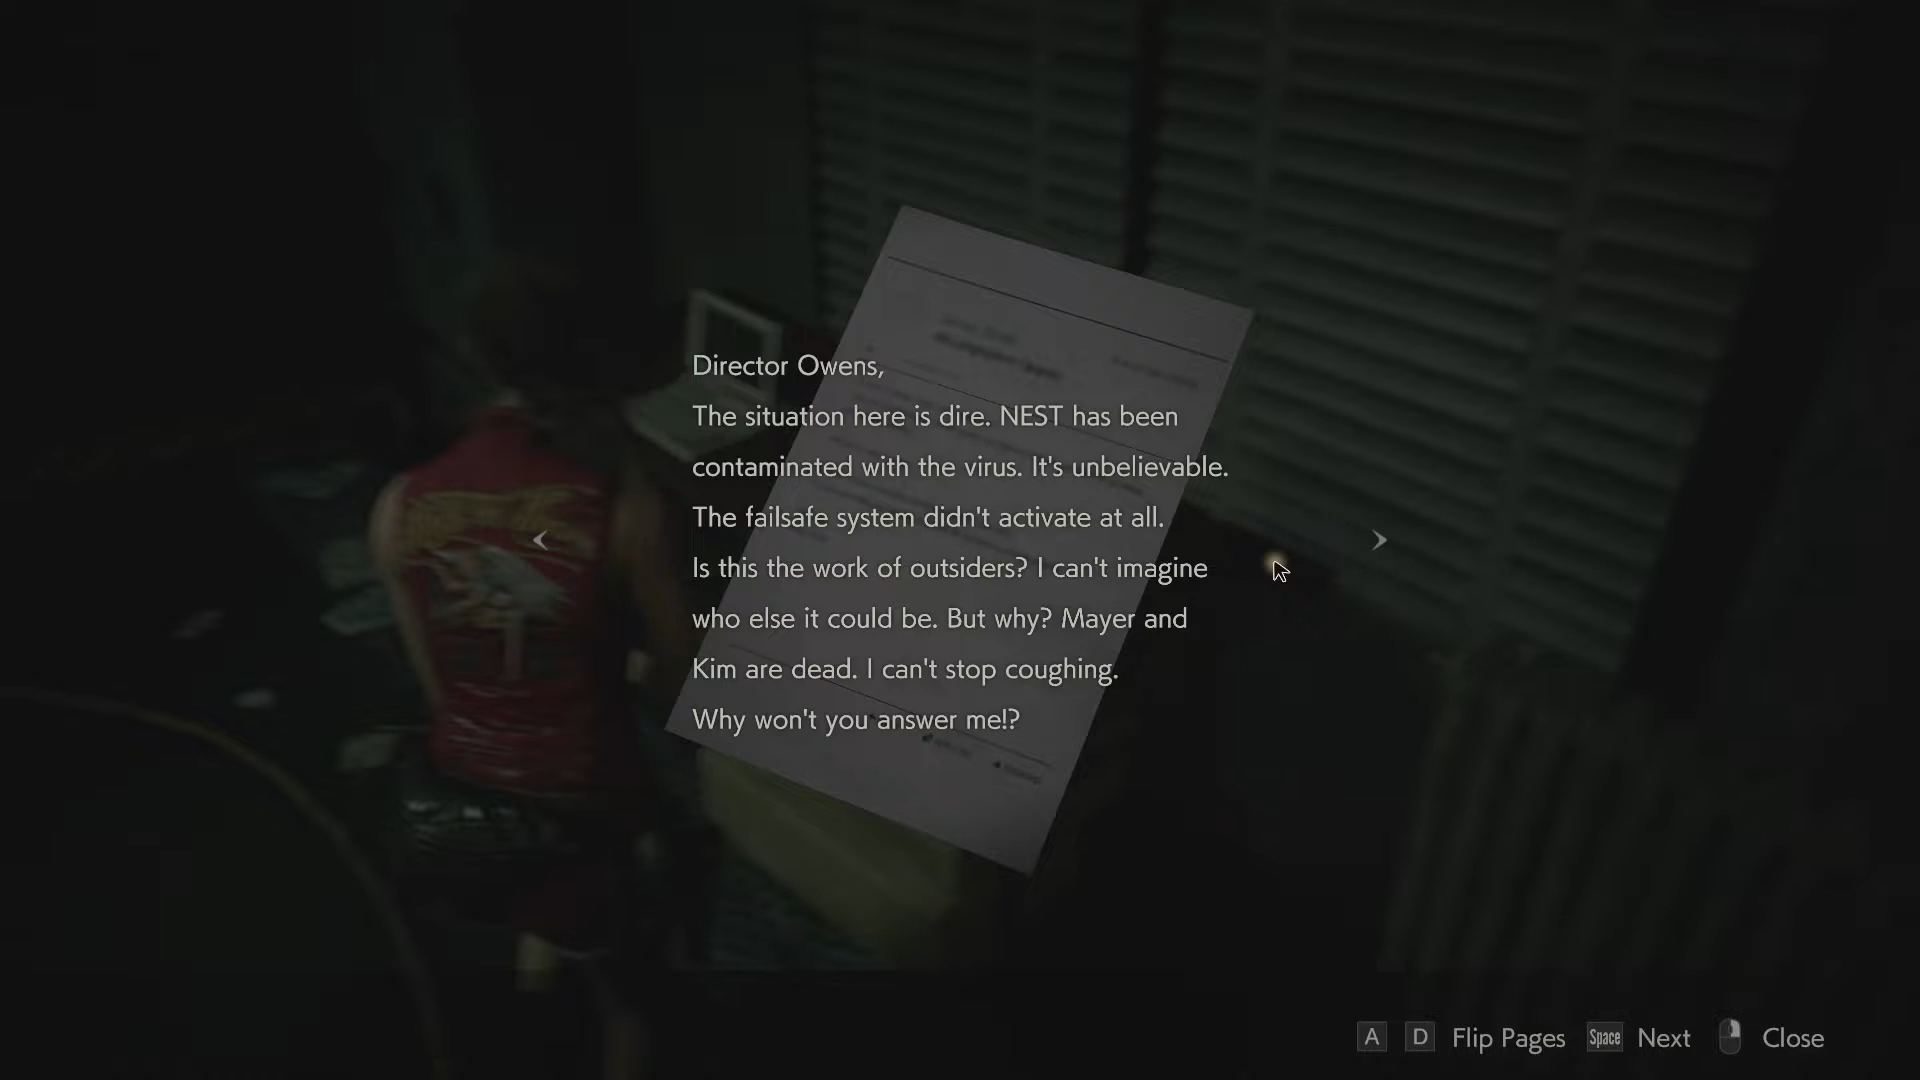 Director Owens,
The situation here is dire. NEST has been
contaminated with the virus. It's unbelievable.
The failsafe system didn't activate at all.
Is this the work of outsiders? I can't imagine
who else it could be. But why? Mayer and
Kim are dead. I can't stop coughing.
Why won't you answer me!?
A D Flip Pages Space Next Close